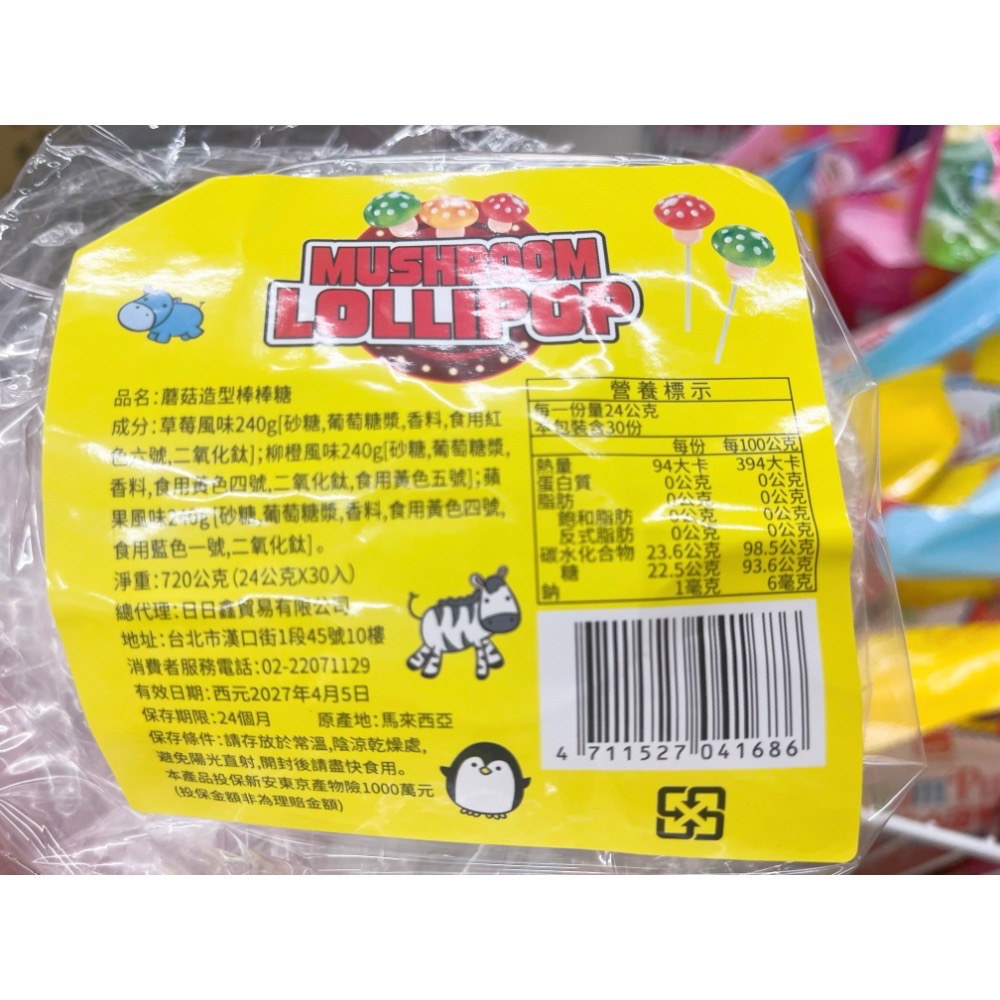 MUSHROOM
LOLLIPOP
品名:蘑菇造型棒棒糖
成分:草莓風味240g[砂糖,葡萄糖漿,香料,食用紅
色六號,二氧化鈦];柳橙風味240g[砂糖,葡萄糖漿,
香料,食用黃色四號,二氧化鈦,食用黃色五號];蘋
果風味240g[砂糖,葡萄糖漿,香料,食用黃色四號,
食用藍色一號,二氧化鈦]。
淨重:720公克(24公克X30入)
總代理:日日鑫貿易有限公司
地址:台北市漢口街1段45號10樓
消費者服務電話:02-22071129
有效日期:西元2027年4月5日
保存期限:24個月 原產地:馬來西亞
保存條件:請存放於常溫,陰涼乾燥處,
避免陽光直射,開封後請盡快食用。
本產品投保新安東京產物險1000萬元
(投保金額非為理賠金額)
營養標示
每一份量24公克
本包裝含30份
每份 每100公克
熱量 94大卡 394大卡
蛋白質 0公克 0公克
脂肪 0公克 0公克
飽和脂肪 0公克 0公克
反式脂肪 0公克 0公克
碳水化合物 23.6公克 98.5公克
糖 22.5公克 93.6公克
鈉 1毫克 6毫克
4 711527 041686